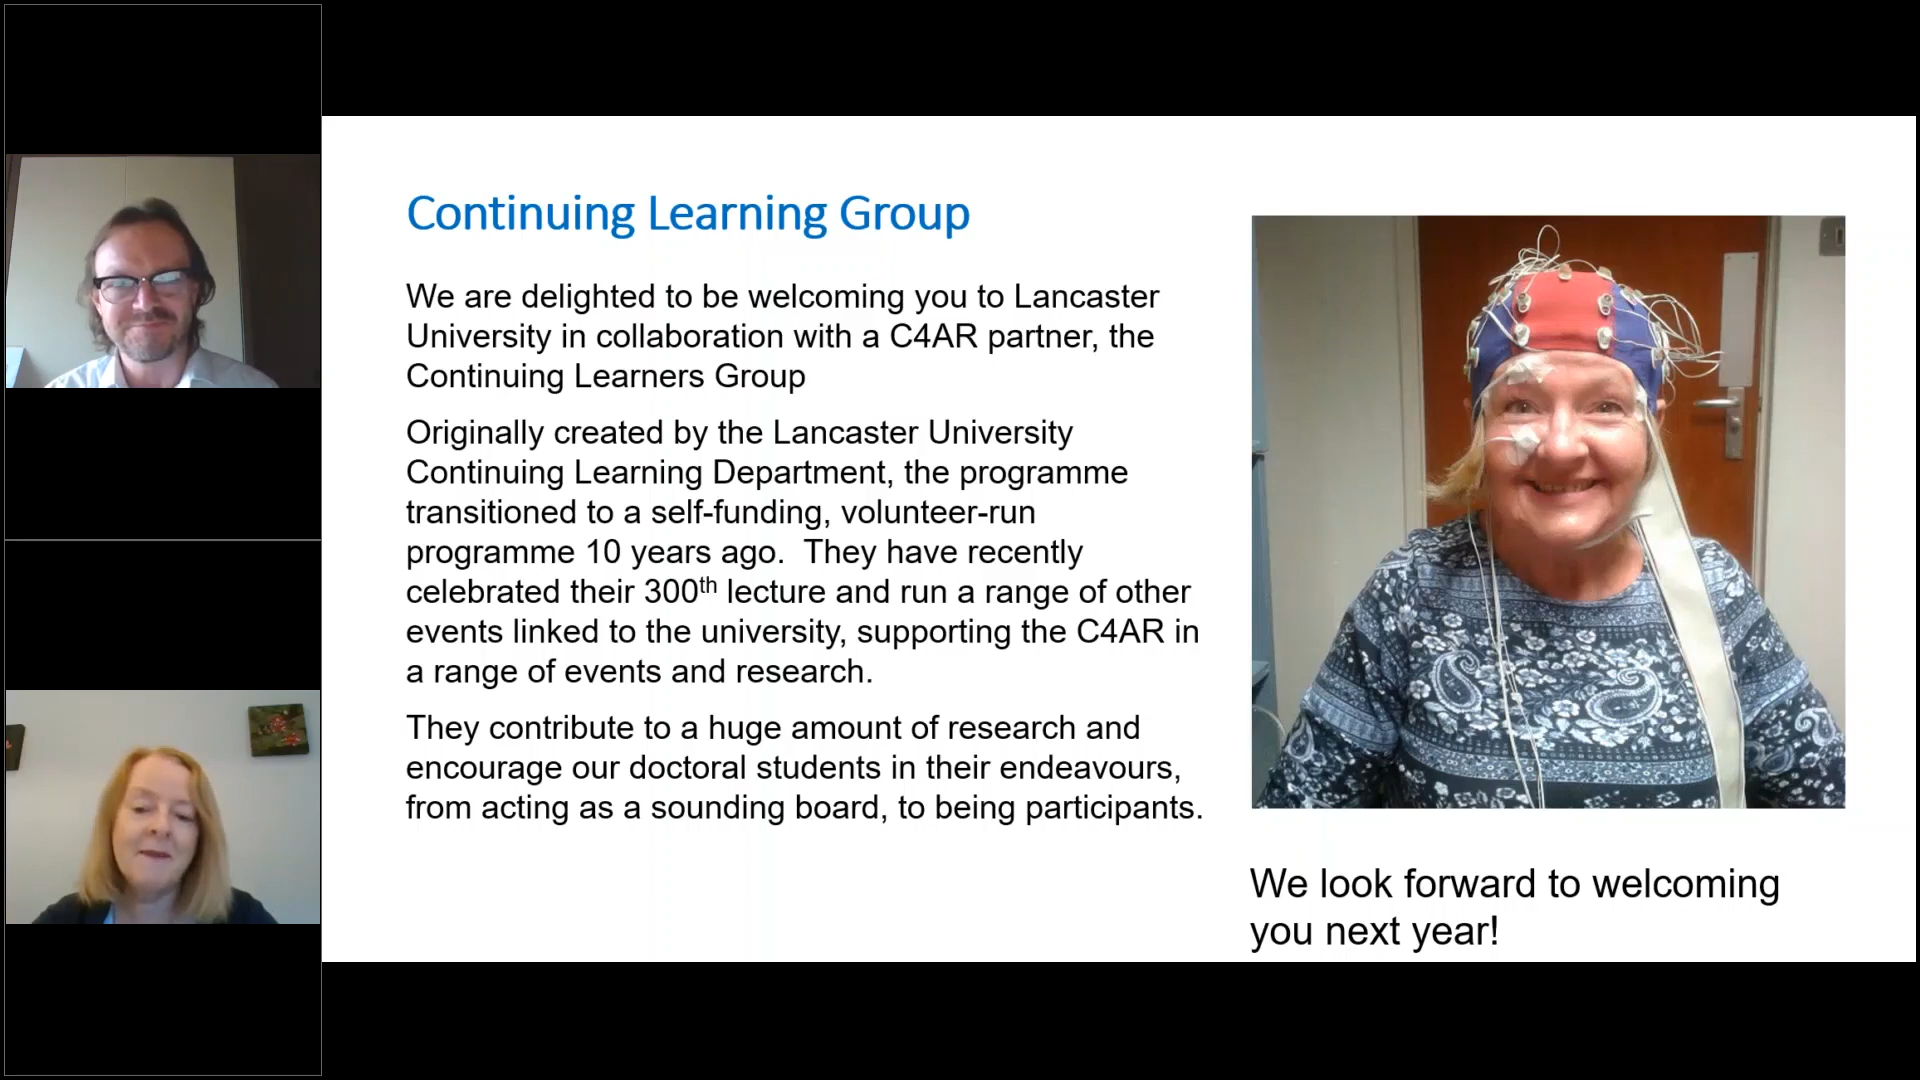 Continuing Learning Group
We are delighted to be welcoming you to Lancaster
University in collaboration with a C4AR partner, the
Continuing Learners Group
Originally created by the Lancaster University
Continuing Learning Department, the programme
transitioned to a self-funding, volunteer-run
programme 10 years ago.  They have recently
celebrated their 300th lecture and run a range of other
events linked to the university, supporting the C4AR in
a range of events and research.
They contribute to a huge amount of research and
encourage our doctoral students in their endeavours,
from acting as a sounding board, to being participants.
We look forward to welcoming
you next year!